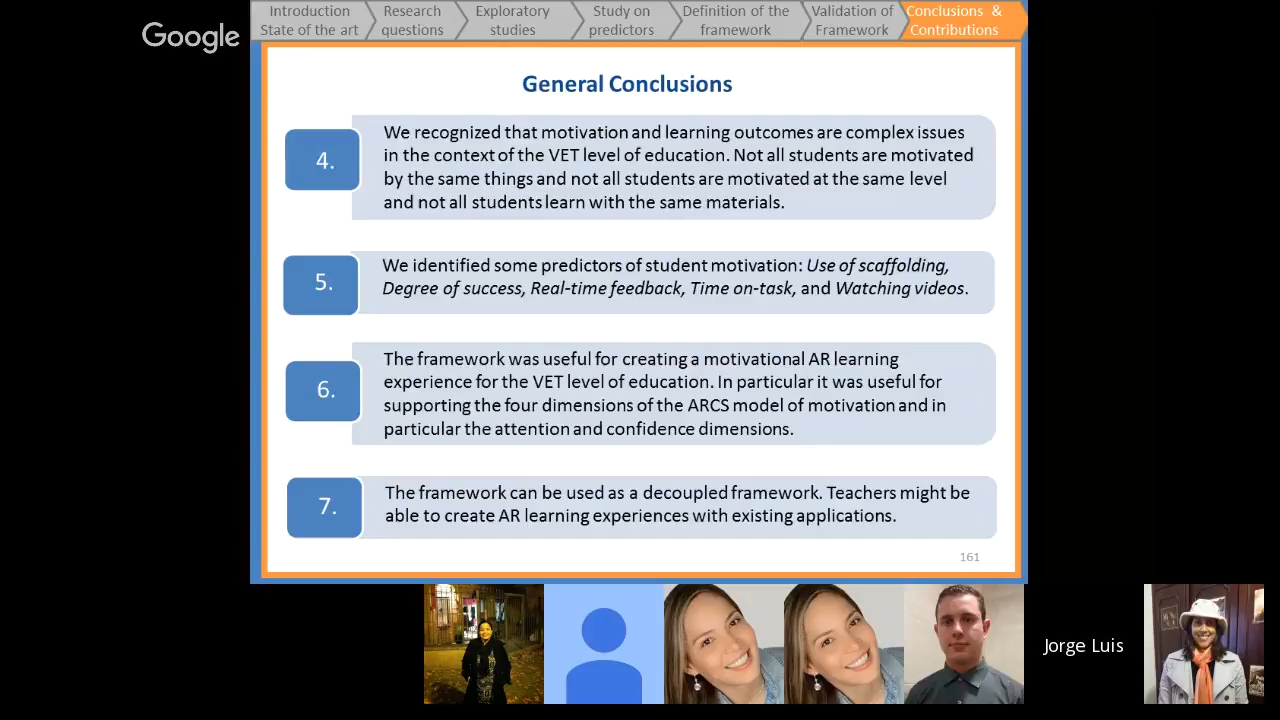 Google
Introduction
State of the art
Research
questions
Exploratory
studies
Study on
predictors
Definition of the
framework
Validation of
Framework
Conclusions &
Contributions
General Conclusions
4.
We recognized that motivation and learning outcomes are complex issues
in the context of the VET level of education. Not all students are motivated
by the same things and not all students are motivated at the same level
and not all students learn with the same materials.
5.
We identified some predictors of student motivation: Use of scaffolding,
Degree of success, Real-time feedback, Time on-task, and Watching videos.
6.
The framework was useful for creating a motivational AR learning
experience for the VET level of education. In particular it was useful for
supporting the four dimensions of the ARCS model of motivation and in
particular the attention and confidence dimensions.
7.
The framework can be used as a decoupled framework. Teachers might be
able to create AR learning experiences with existing applications.
161
Jorge Luis